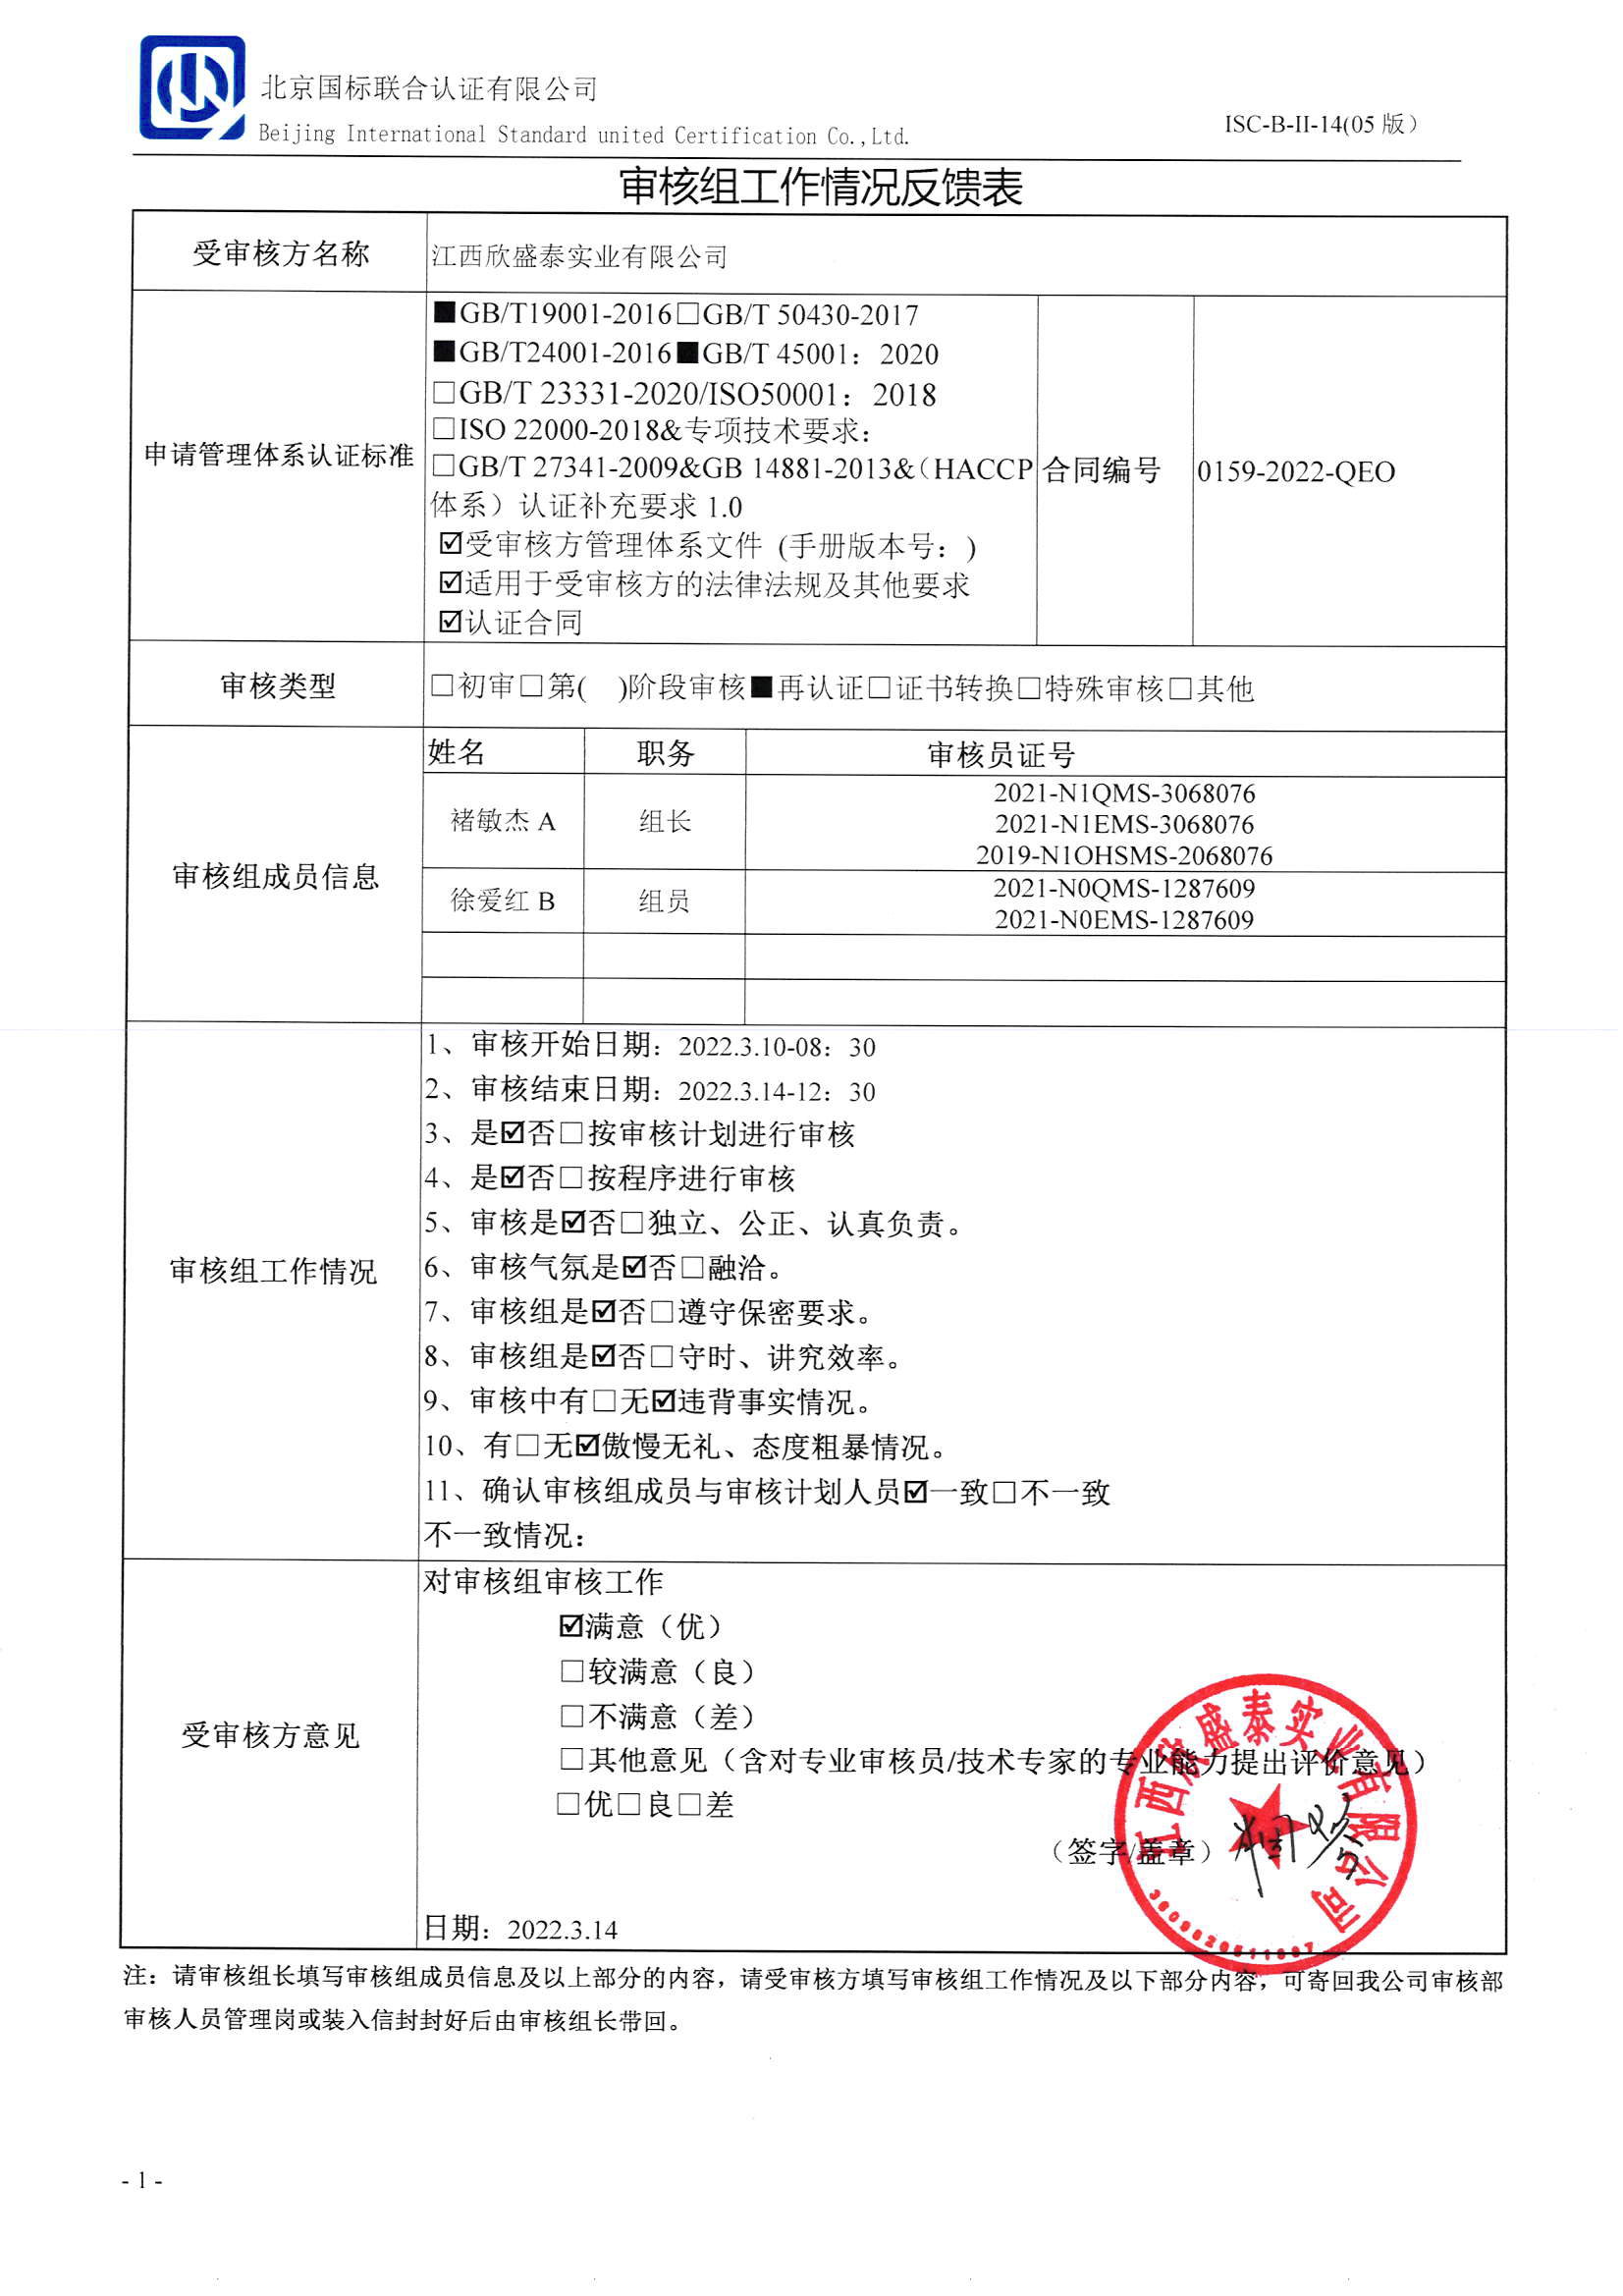 北京国标联合认证有限公司
Beijing International Standard united Certification Co.,Ltd.
ISC-B-II-14(05 版）
审核组工作情况反馈表
受审核方名称
江西欣盛泰实业有限公司
申请管理体系认证标准
■GB/T19001-2016□GB/T 50430-2017
■GB/T24001-2016■GB/T 45001：2020
□GB/T 23331-2020/ISO50001：2018
□ISO 22000-2018&专项技术要求：
□GB/T 27341-2009&GB 14881-2013&（HACCP
体系）认证补充要求 1.0
☑受审核方管理体系文件 (手册版本号：)
☑适用于受审核方的法律法规及其他要求
☑认证合同
合同编号
0159-2022-QEO
审核类型
□初审□第( )阶段审核■再认证□证书转换□特殊审核□其他
审核组成员信息
姓名 职务 审核员证号
褚敏杰 A 组长
2021-N1QMS-3068076
2021-N1EMS-3068076
2019-N1OHSMS-2068076
徐爱红 B 组员
2021-N0QMS-1287609
2021-N0EMS-1287609
审核组工作情况
1、审核开始日期：2022.3.10-08：30
2、审核结束日期：2022.3.14-12：30
3、是☑否□按审核计划进行审核
4、是☑否□按程序进行审核
5、审核是☑否□独立、公正、认真负责。
6、审核气氛是☑否□融洽。
7、审核组是☑否□遵守保密要求。
8、审核组是☑否□守时、讲究效率。
9、审核中有□无☑违背事实情况。
10、有□无☑傲慢无礼、态度粗暴情况。
11、确认审核组成员与审核计划人员☑一致□不一致
不一致情况：
受审核方意见
对审核组审核工作
☑满意（优）
□较满意（良）
□不满意（差）
□其他意见（含对专业审核员/技术专家的专业能力提出评价意见）
□优□良□差
（签字/盖章）
江西欣盛泰实业有限公司
日期：2022.3.14
注：请审核组长填写审核组成员信息及以上部分的内容，请受审核方填写审核组工作情况及以下部分内容，可寄回我公司审核部
审核人员管理岗或装入信封封好后由审核组长带回。
- 1 -